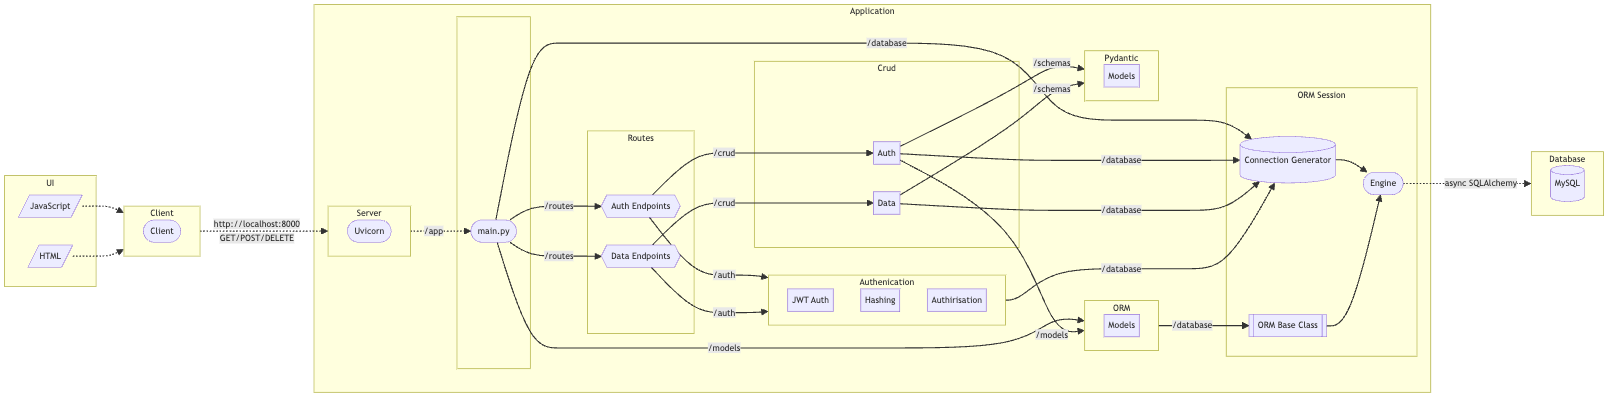 Application
/database
Crud
/schemas
Pydantic
Models
/schemas
ORM Session
Routes
/crud
Auth
/database
Connection Generator
Database
MySQL
async SQLAlchemy
Engine
UI
JavaScript
HTML
Client
Client
http://localhost:8000
GET/POST/DELETE
Server
Uvicorn
/app
main.py
/routes
Auth Endpoints
/crud
Data
/database
/routes
Data Endpoints
/auth
/auth
Authenication
JWT Auth
Hashing
Authirisation
/database
ORM
Models
/database
ORM Base Class
/models
/models